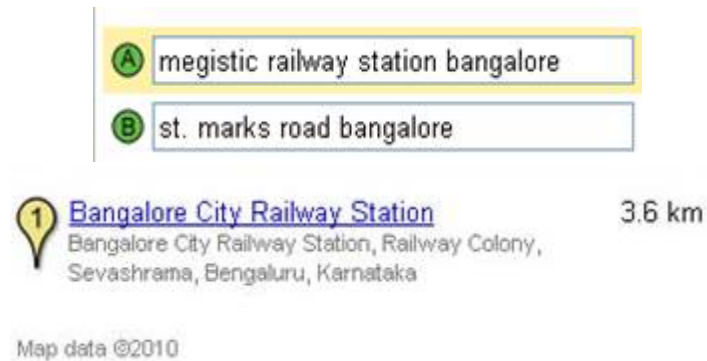 A megistic railway station bangalore
B st. marks road bangalore
1 Bangalore City Railway Station 3.6 km
Bangalore City Railway Station, Railway Colony,
Sevashrama, Bengaluru, Karnataka
Map data ©2010